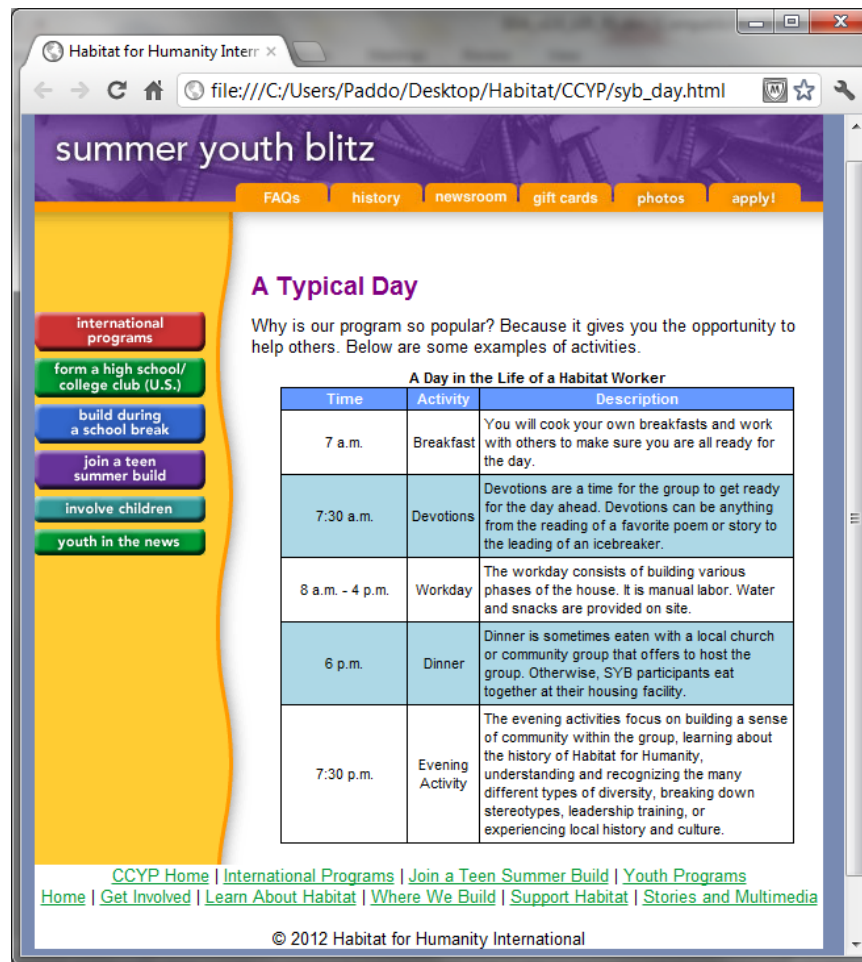 Habitat for Humanity Intern
file:///C:/Users/Paddo/Desktop/Habitat/CCYP/syb_day.html
summer youth blitz
FAQs history newsroom gift cards photos apply!
international
programs
form a high school/
college club (U.S.)
build during
a school break
join a teen
summer build
involve children
youth in the news
A Typical Day
Why is our program so popular? Because it gives you the opportunity to
help others. Below are some examples of activities.
A Day in the Life of a Habitat Worker
Time Activity Description
7 a.m. Breakfast
You will cook your own breakfasts and work
with others to make sure you are all ready for
the day.
7:30 a.m. Devotions
Devotions are a time for the group to get ready
for the day ahead. Devotions can be anything
from the reading of a favorite poem or story to
the leading of an icebreaker.
8 a.m. - 4 p.m. Workday
The workday consists of building various
phases of the house. It is manual labor. Water
and snacks are provided on site.
6 p.m. Dinner
Dinner is sometimes eaten with a local church
or community group that offers to host the
group. Otherwise, SYB participants eat
together at their housing facility.
7:30 p.m. Evening
Activity
The evening activities focus on building a sense
of community within the group, learning about
the history of Habitat for Humanity,
understanding and recognizing the many
different types of diversity, breaking down
stereotypes, leadership training, or
experiencing local history and culture.
CCYP Home | International Programs | Join a Teen Summer Build | Youth Programs
Home | Get Involved | Learn About Habitat | Where We Build | Support Habitat | Stories and Multimedia
© 2012 Habitat for Humanity International